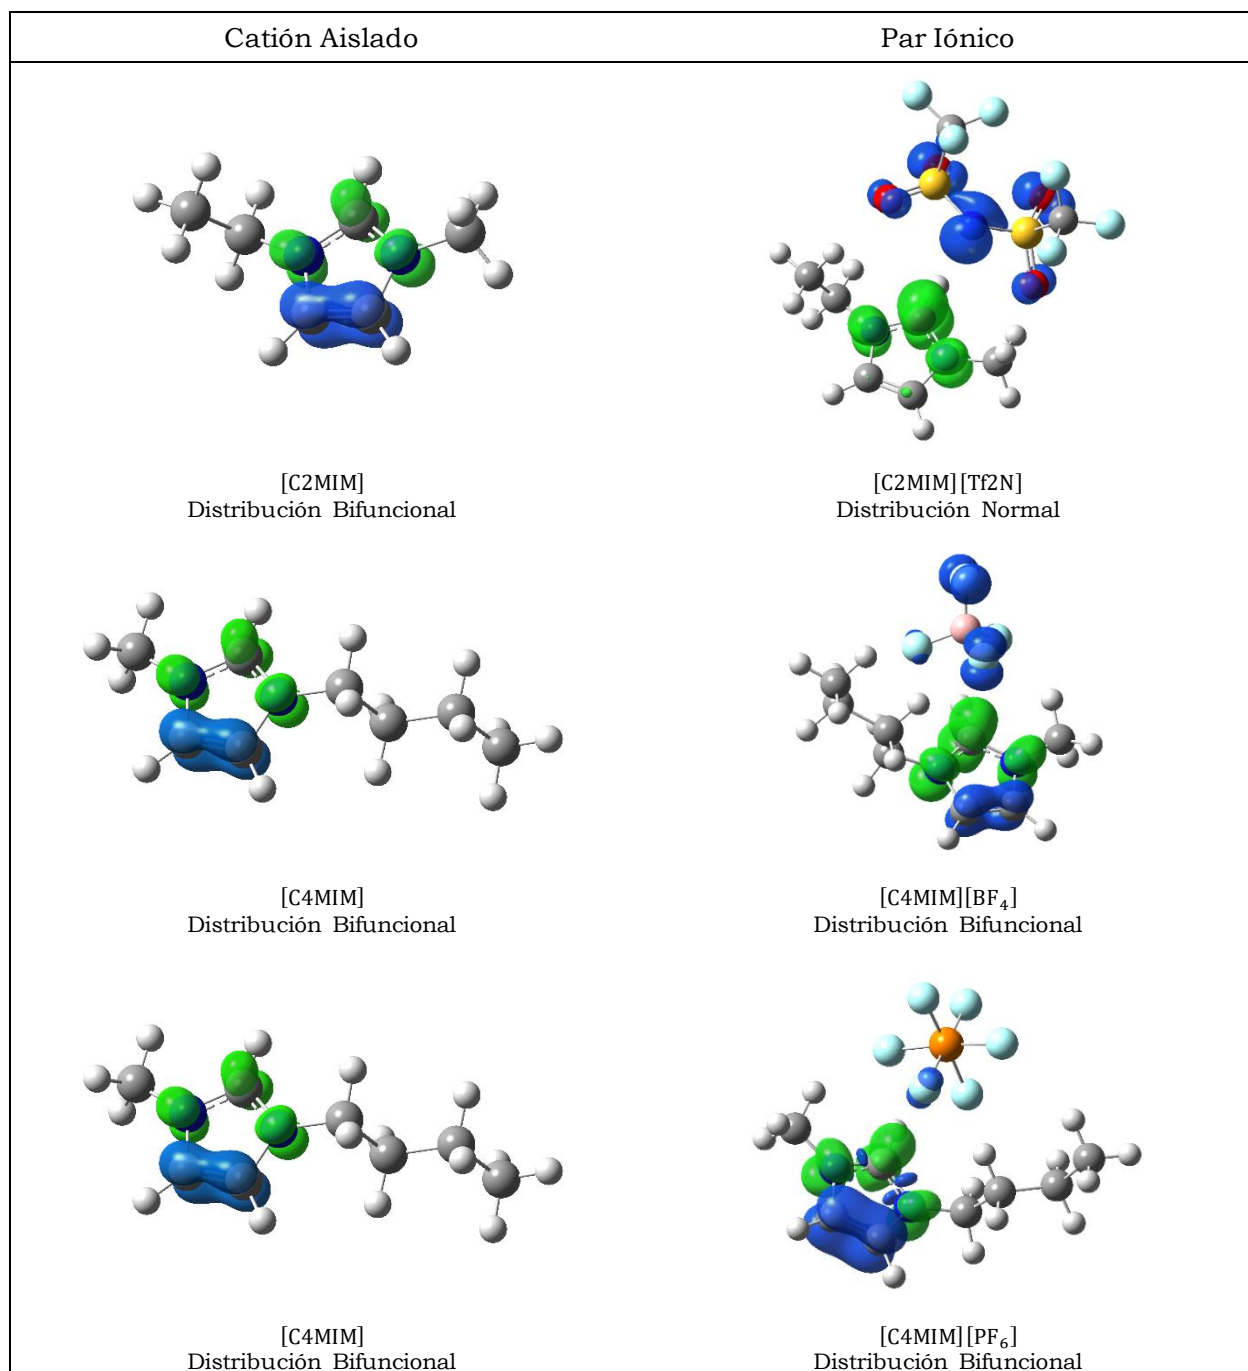 Catión Aislado
Par Iónico
[C2MIM]
Distribución Bifuncional
[C2MIM][Tf2N]
Distribución Normal
[C4MIM]
Distribución Bifuncional
[C4MIM][BF₄]
Distribución Bifuncional
[C4MIM]
Distribución Bifuncional
[C4MIM][PF₆]
Distribución Bifuncional